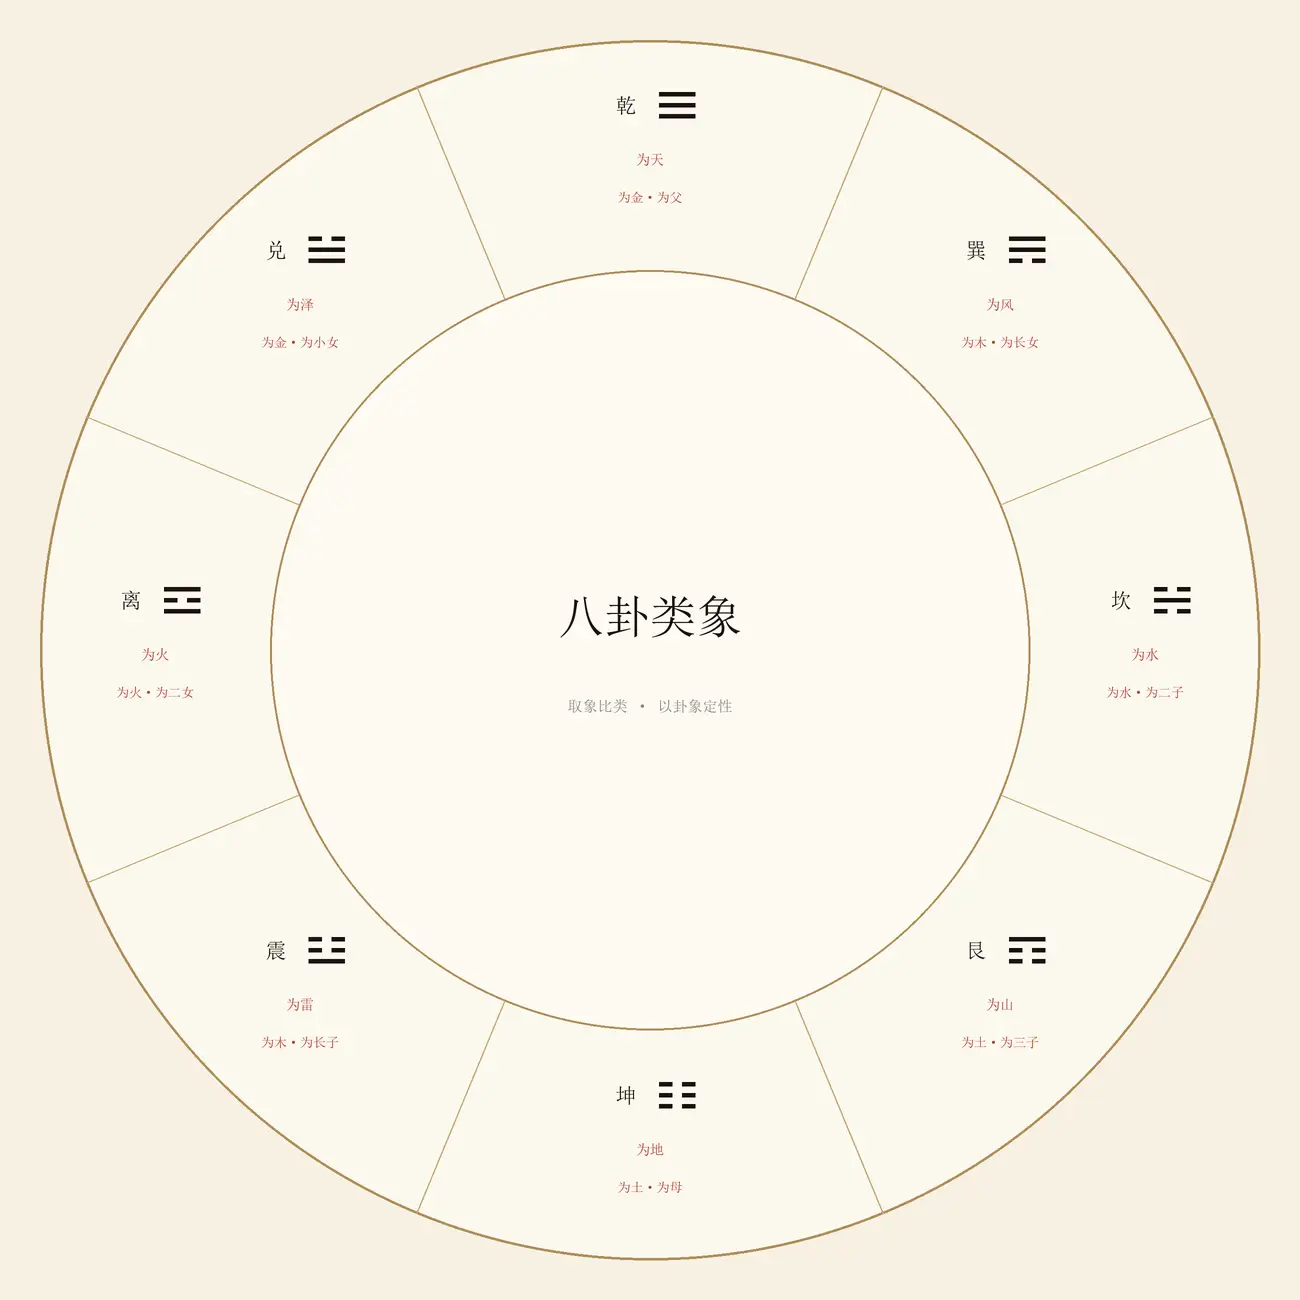 乾 ☰
为天
为金•为父
兑 ☱
为泽
为金•为小女
巽 ☴
为风
为木•为长女
离 ☲
为火
为火•为二女
八卦类象
取象比类 • 以卦象定性
坎 ☵
为水
为水•为二子
震 ☳
为雷
为木•为长子
艮 ☶
为山
为土•为三子
坤 ☷
为地
为土•为母